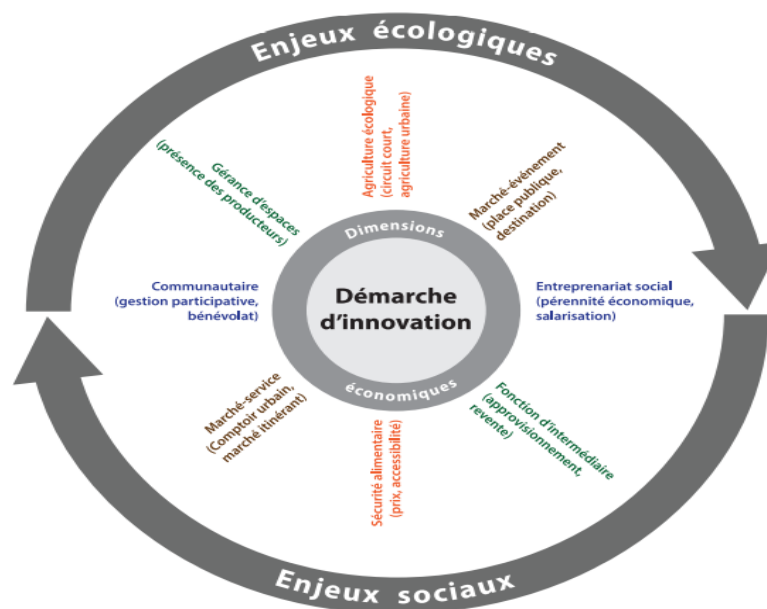 Enjeux écologiques
Agriculture écologique
(circuit court,
agriculture urbaine)
Gérance d'espaces
(présence des producteurs)
Marché-événement
(place publique,
destination)
Dimensions
Communautaire
(gestion participative,
bénévolat)
Démarche
d'innovation
Entreprenariat social
(pérennité économique,
salarisation)
économiques
Marché-service
(Comptoir urbain,
marché itinérant)
Sécurité alimentaire
(prix, accessibilité)
Fonction d'intermédiaire
(approvisionnement,
revente)
Enjeux sociaux